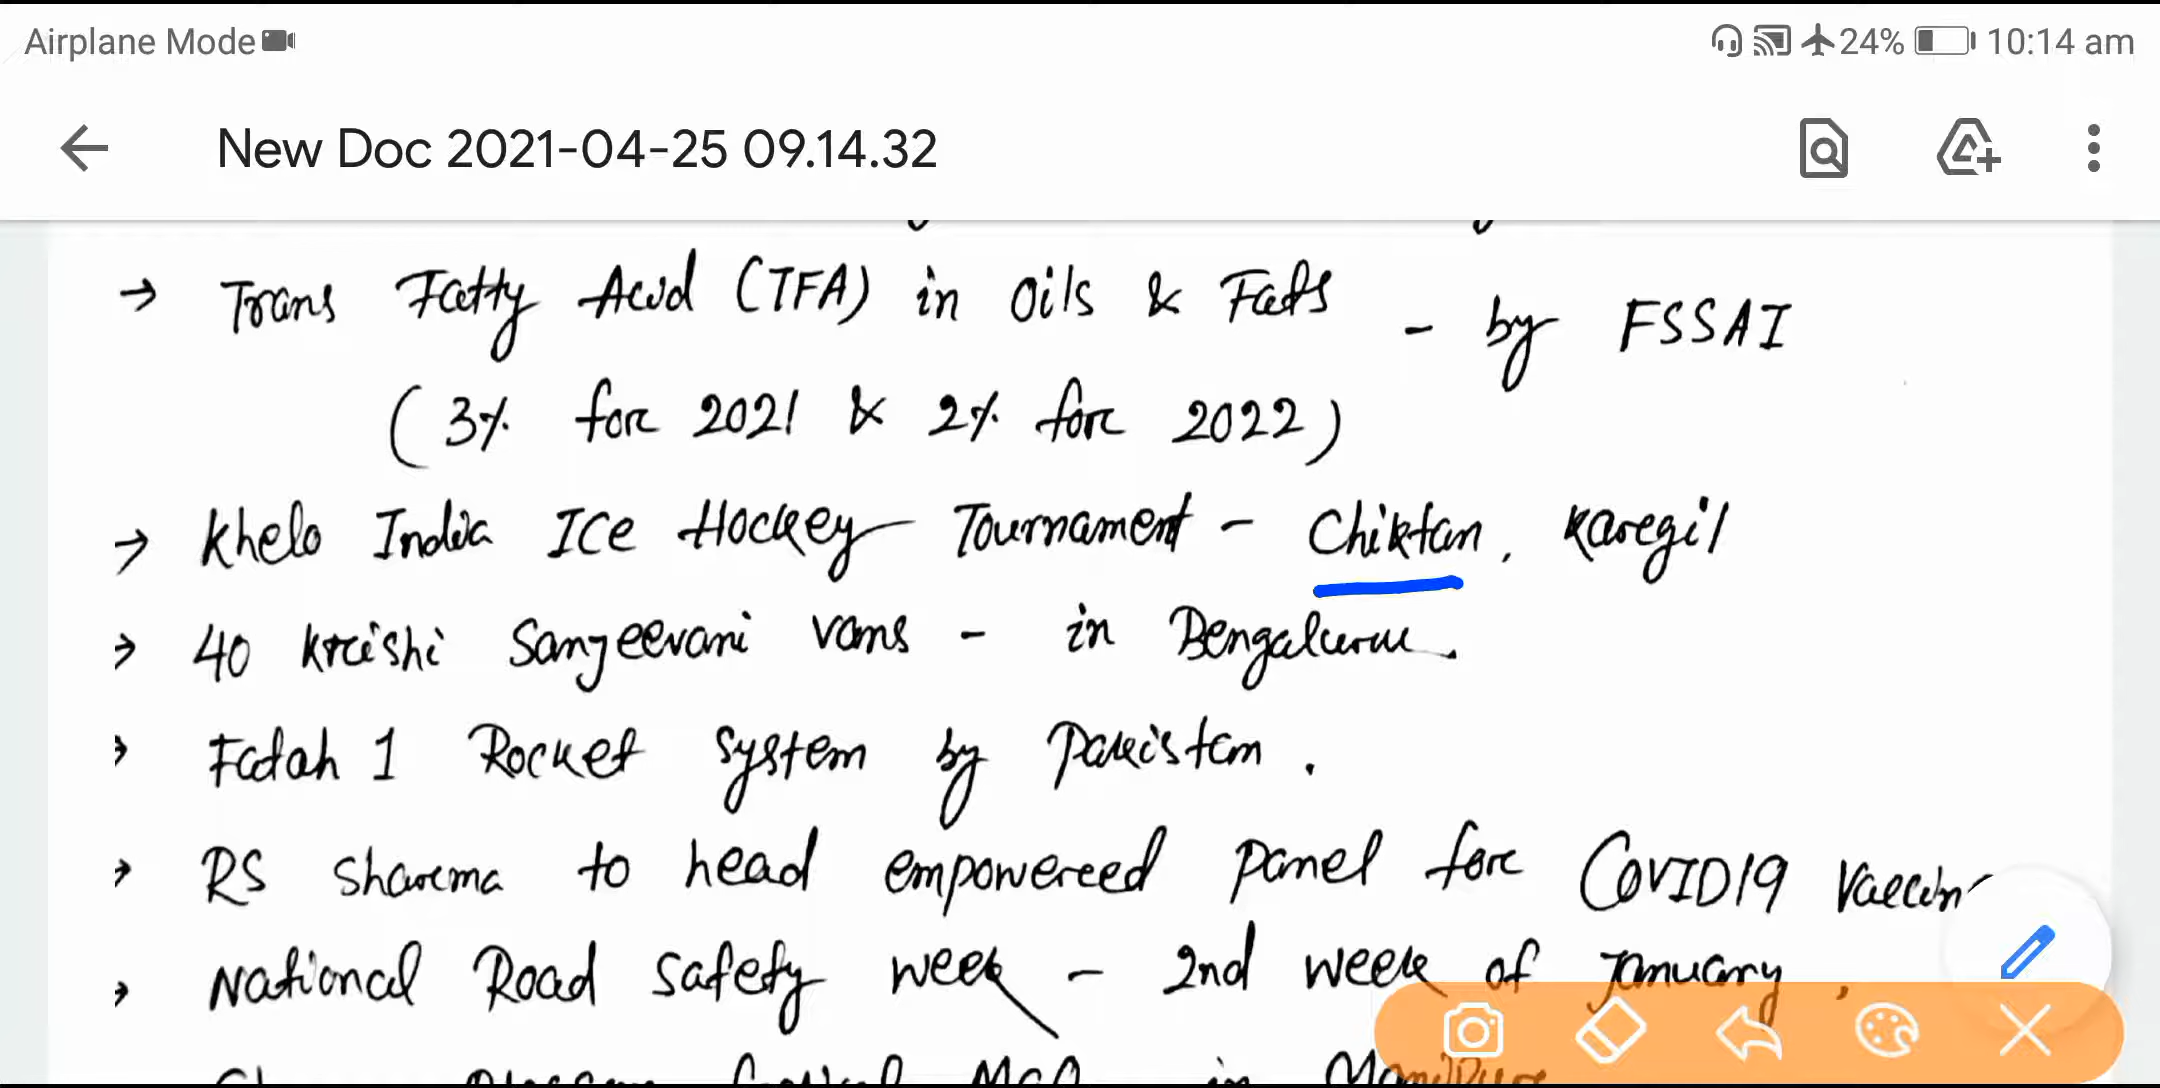 Airplane Mode 24% 10:14 am
New Doc 2021-04-25 09.14.32
→ Trans Fatty Acid (TFA) in Oils & Fats - by FSSAI
(3% for 2021 & 2% for 2022)
→ Khelo India ICe Hockey Tournament - Chiktan, Karegil
→ 40 Krishi Sanjeevani vans - in Bengaluru.
→ Fatah 1 Rocket system by Pakistan.
→ RS Sharma to head empowered panel for COVID19 Vaccin
→ National Road Safety week - 2nd week of January,
in